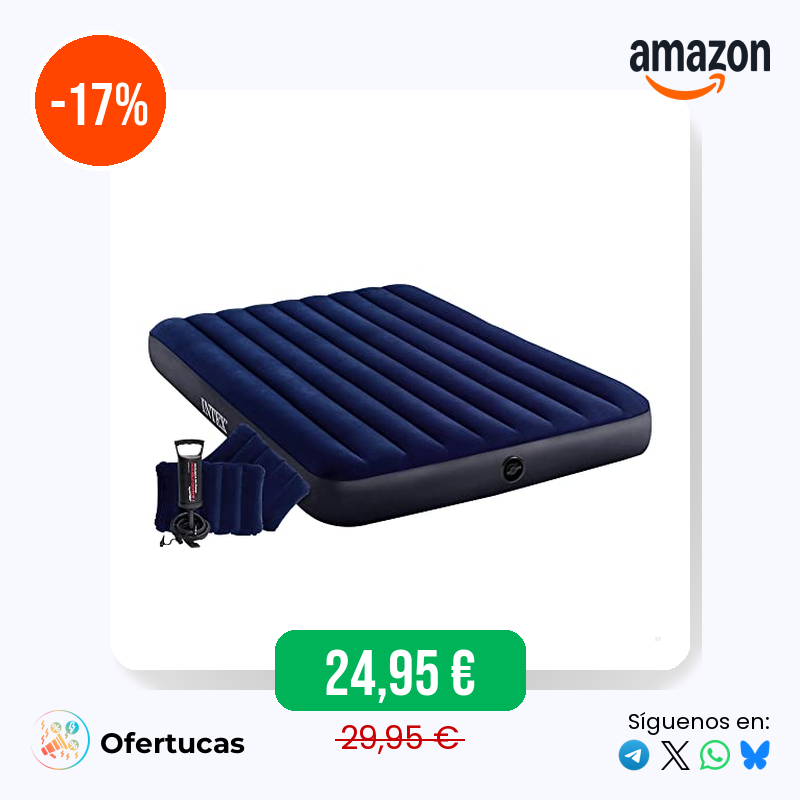 -17%
amazon
INTEX
24,95 €
29,95 €
Ofertucas
Síguenos en: